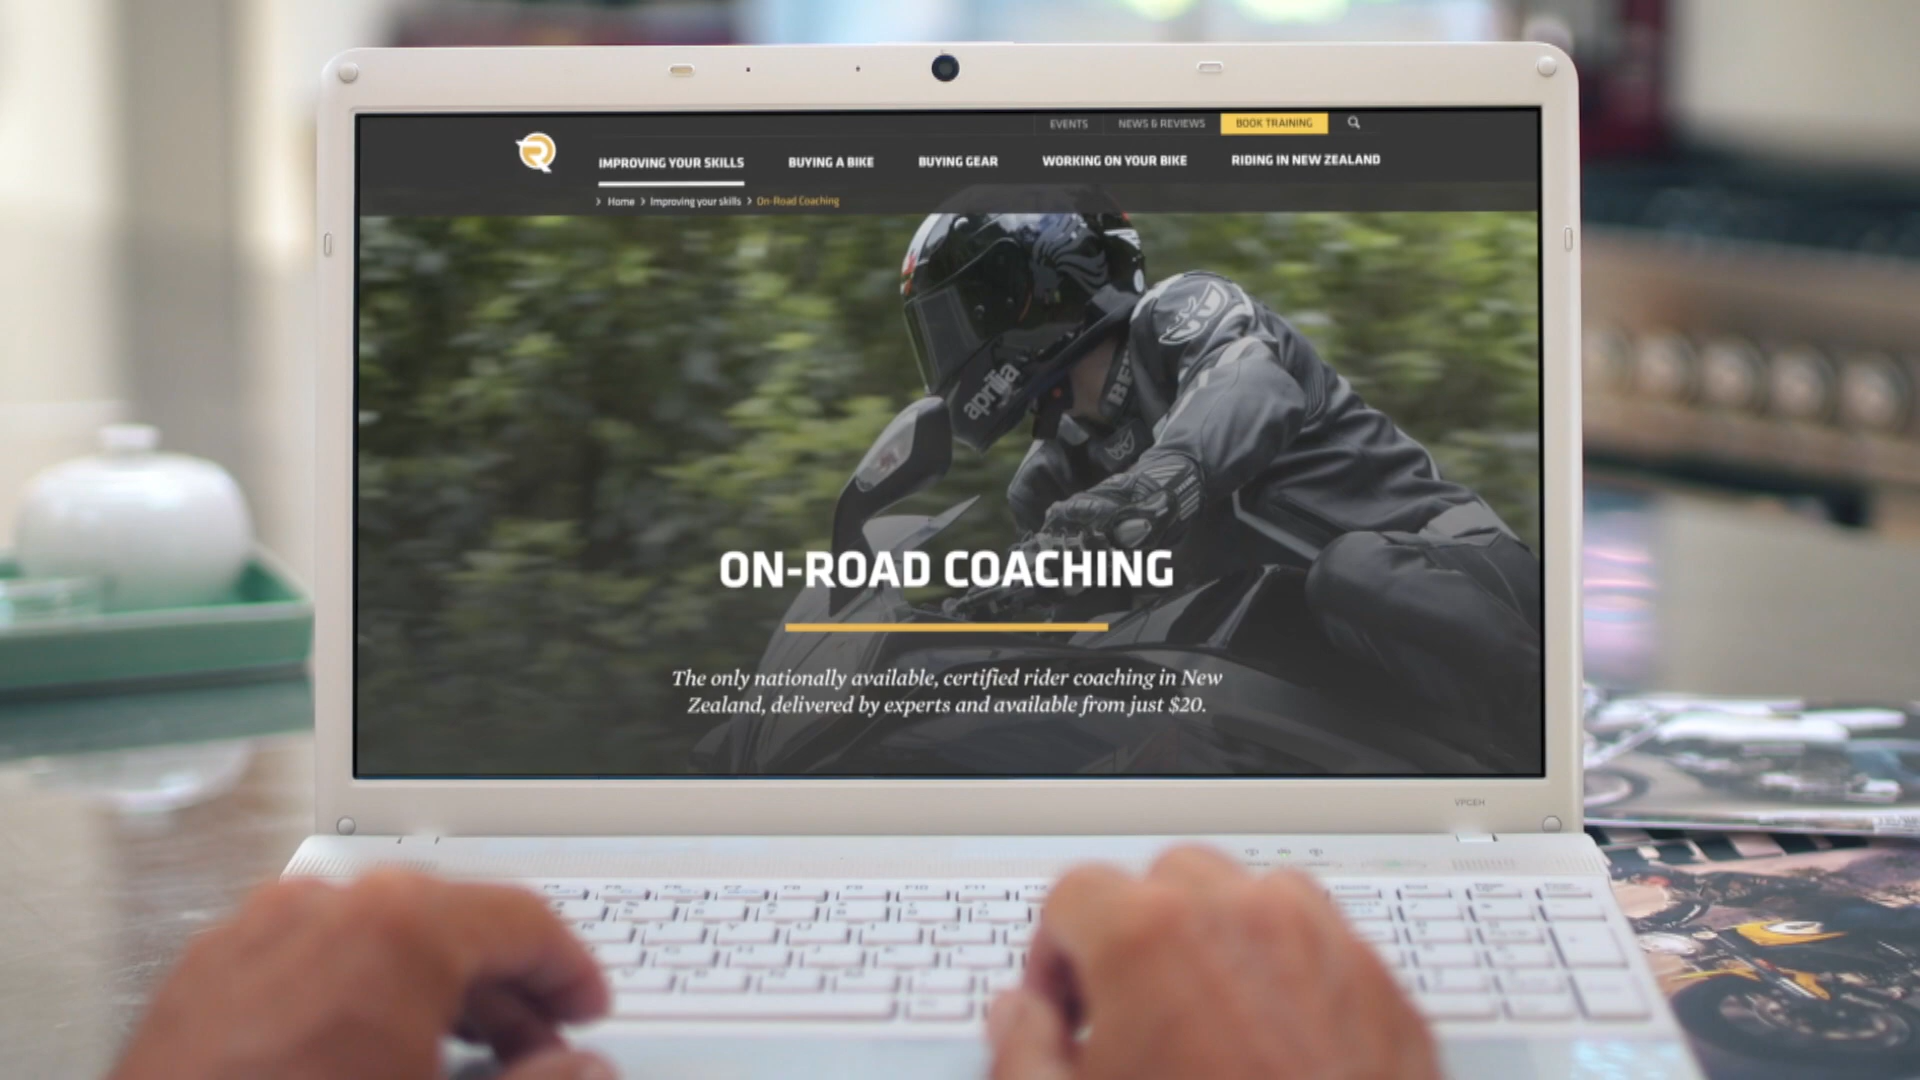 EVENTS NEWS & REVIEWS BOOK TRAINING
IMPROVING YOUR SKILLS BUYING A BIKE BUYING GEAR WORKING ON YOUR BIKE RIDING IN NEW ZEALAND
> Home > Improving your skills > On-Road Coaching
aprilia
ON-ROAD COACHING
The only nationally available, certified rider coaching in New
Zealand, delivered by experts and available from just $20.
VPCEH